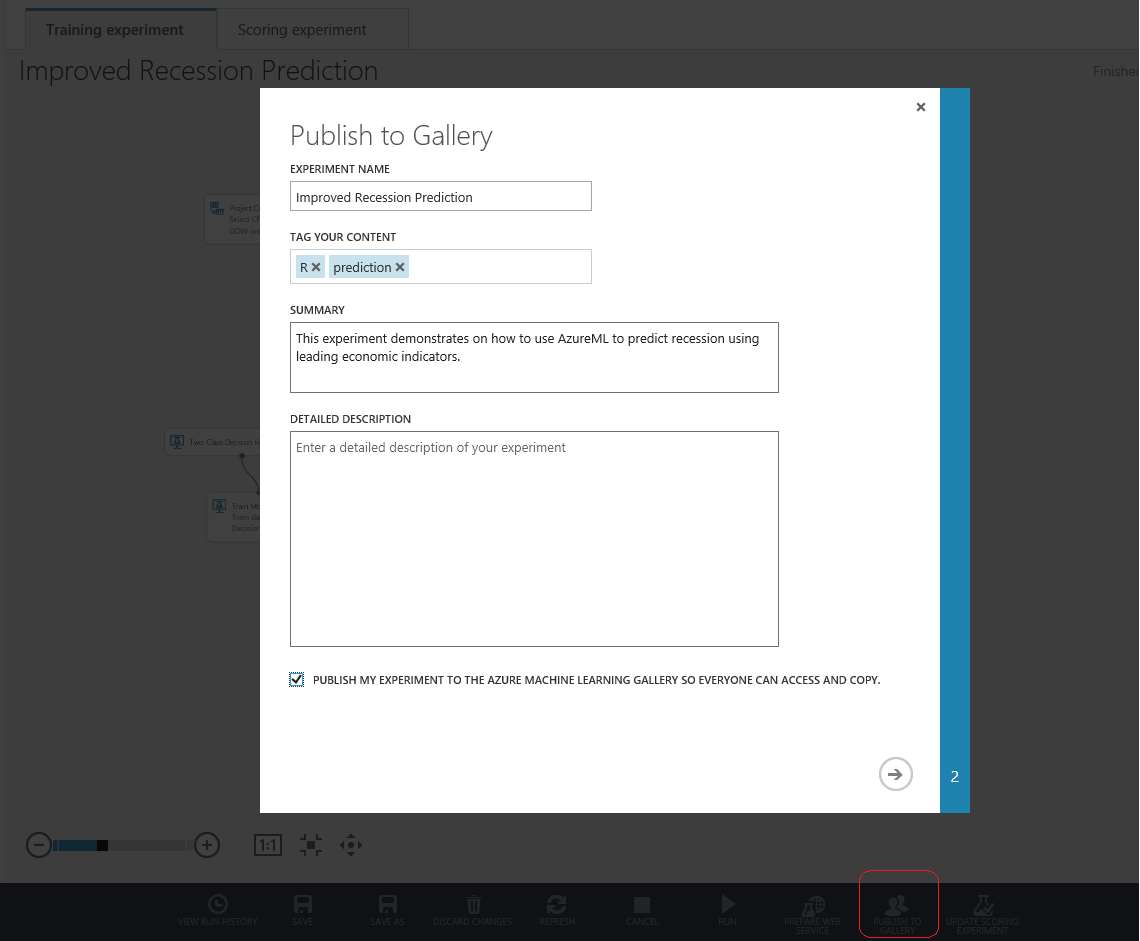 Training experiment
Scoring experiment
Improved Recession Prediction
Finished
Publish to Gallery
EXPERIMENT NAME
Improved Recession Prediction
TAG YOUR CONTENT
R
prediction
SUMMARY
This experiment demonstrates on how to use AzureML to predict recession using
leading economic indicators.
DETAILED DESCRIPTION
Enter a detailed description of your experiment
PUBLISH MY EXPERIMENT TO THE AZURE MACHINE LEARNING GALLERY SO EVERYONE CAN ACCESS AND COPY.
2
Project C
Select C
DOW
Two-Class Decision F
Train M
Train de
Decision
1:1
VIEW RUN HISTORY
SAVE
SAVE AS
DISCARD CHANGES
REFRESH
CANCEL
RUN
PREPARE WEB
SERVICE
PUBLISH TO
GALLERY
UPDATE SCORING
EXPERIMENT